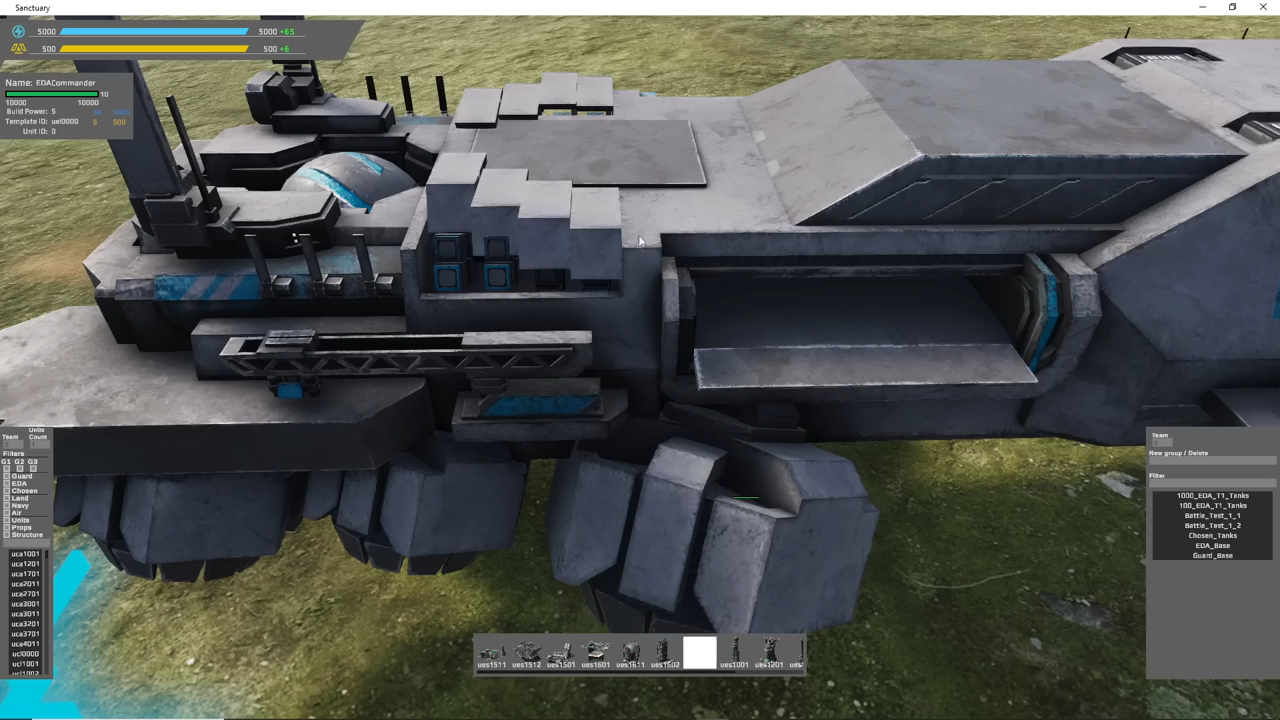 Sanctuary
5000 5000 +65
500 500 +6
Name: EDACommander
10
10000 10000
Build Power: 5
Template ID: uel0000 5 500
Unit ID: 0
Team Units Count
Filters
G1 G2 G3
Guard
EDA
Chosen
Land
Navy
Air
Units
Props
Structure
uca1001
uca1201
uca1701
uca2011
uca2701
uca3001
uca3011
uca3201
uca3701
uca4011
ucl0000
ucl1001
ues1511 ues1512 ues1501 ues1601 ues1611 ues1602 ues1001 ues1201
Team
New group / Delete
Filter
1000_EDA_T1_Tanks
100_EDA_T1_Tanks
Battle_Test_1_1
Battle_Test_1_2
Chosen_Tanks
EDA_Base
Guard_Base